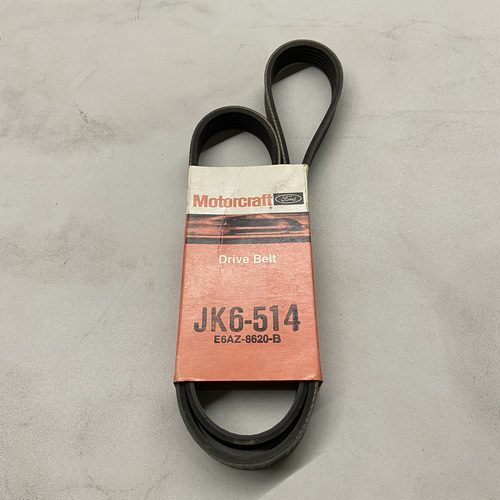 Motorcraft Ford
Drive Belt
JK6-514
E6AZ-8620-B